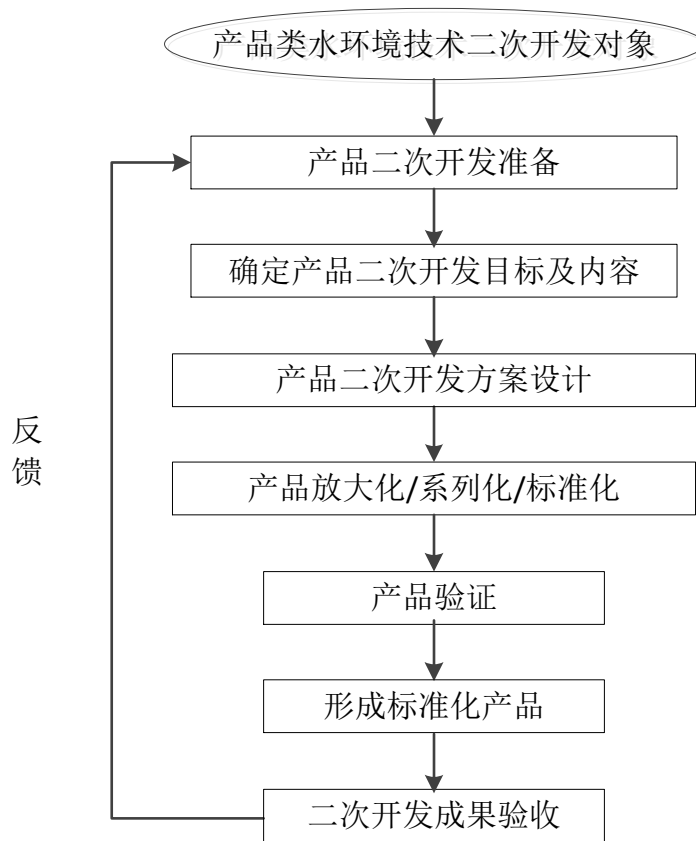 产品类水环境技术二次开发对象
产品二次开发准备
确定产品二次开发目标及内容
产品二次开发方案设计
反
馈
产品放大化/系列化/标准化
产品验证
形成标准化产品
二次开发成果验收